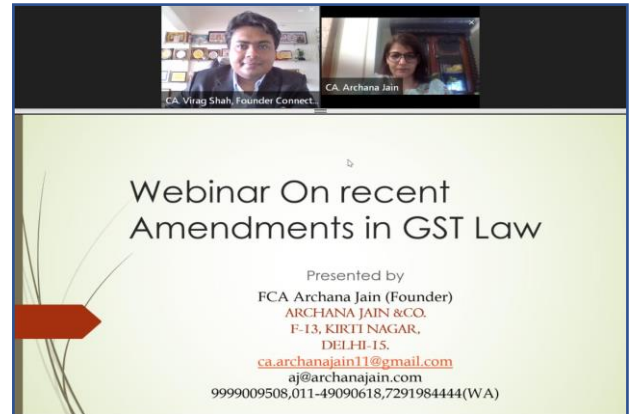 CA. Virag Shah, Founder Connect..
CA. Archana Jain
Webinar On recent
Amendments in GST Law
Presented by
FCA Archana Jain (Founder)
ARCHANA JAIN &CO.
F-13, KIRTI NAGAR,
DELHI-15.
ca.archanajain11@gmail.com
aj@archanajain.com
9999009508,011-49090618,7291984444(WA)